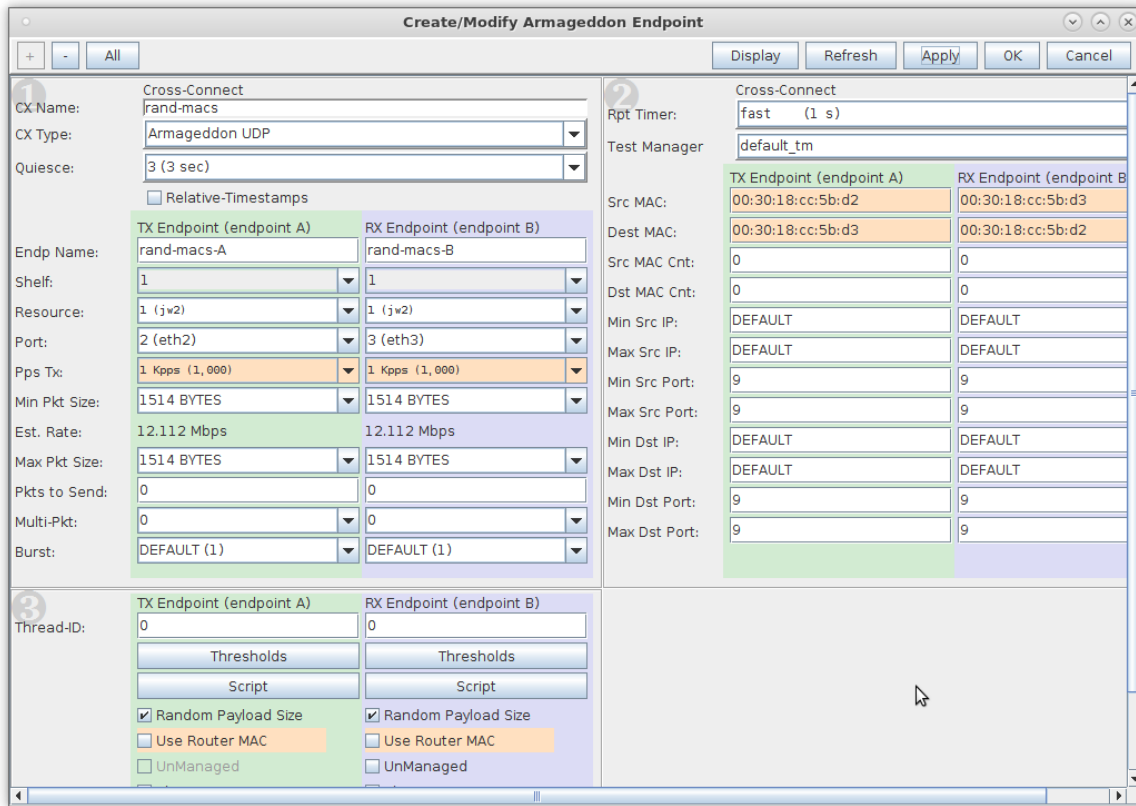 Create/Modify Armageddon Endpoint
+ - All Display Refresh Apply OK Cancel
1
Cross-Connect
CX Name: rand-macs
CX Type: Armageddon UDP
Quiesce: 3 (3 sec)
Relative-Timestamps
TX Endpoint (endpoint A) RX Endpoint (endpoint B)
Endp Name: rand-macs-A rand-macs-B
Shelf: 1 1
Resource: 1 (jw2) 1 (jw2)
Port: 2 (eth2) 3 (eth3)
Pps Tx: 1 Kpps (1,000) 1 Kpps (1,000)
Min Pkt Size: 1514 BYTES 1514 BYTES
Est. Rate: 12.112 Mbps 12.112 Mbps
Max Pkt Size: 1514 BYTES 1514 BYTES
Pkts to Send: 0 0
Multi-Pkt: 0 0
Burst: DEFAULT (1) DEFAULT (1)
2
Cross-Connect
Rpt Timer: fast (1 s)
Test Manager default_tm
TX Endpoint (endpoint A) RX Endpoint (endpoint B
Src MAC: 00:30:18:cc:5b:d2 00:30:18:cc:5b:d3
Dest MAC: 00:30:18:cc:5b:d3 00:30:18:cc:5b:d2
Src MAC Cnt: 0 0
Dst MAC Cnt: 0 0
Min Src IP: DEFAULT DEFAULT
Max Src IP: DEFAULT DEFAULT
Min Src Port: 9 9
Max Src Port: 9 9
Min Dst IP: DEFAULT DEFAULT
Max Dst IP: DEFAULT DEFAULT
Min Dst Port: 9 9
Max Dst Port: 9 9
3
TX Endpoint (endpoint A) RX Endpoint (endpoint B)
Thread-ID: 0 0
Thresholds Thresholds
Script Script
Random Payload Size Random Payload Size
Use Router MAC Use Router MAC
UnManaged UnManaged